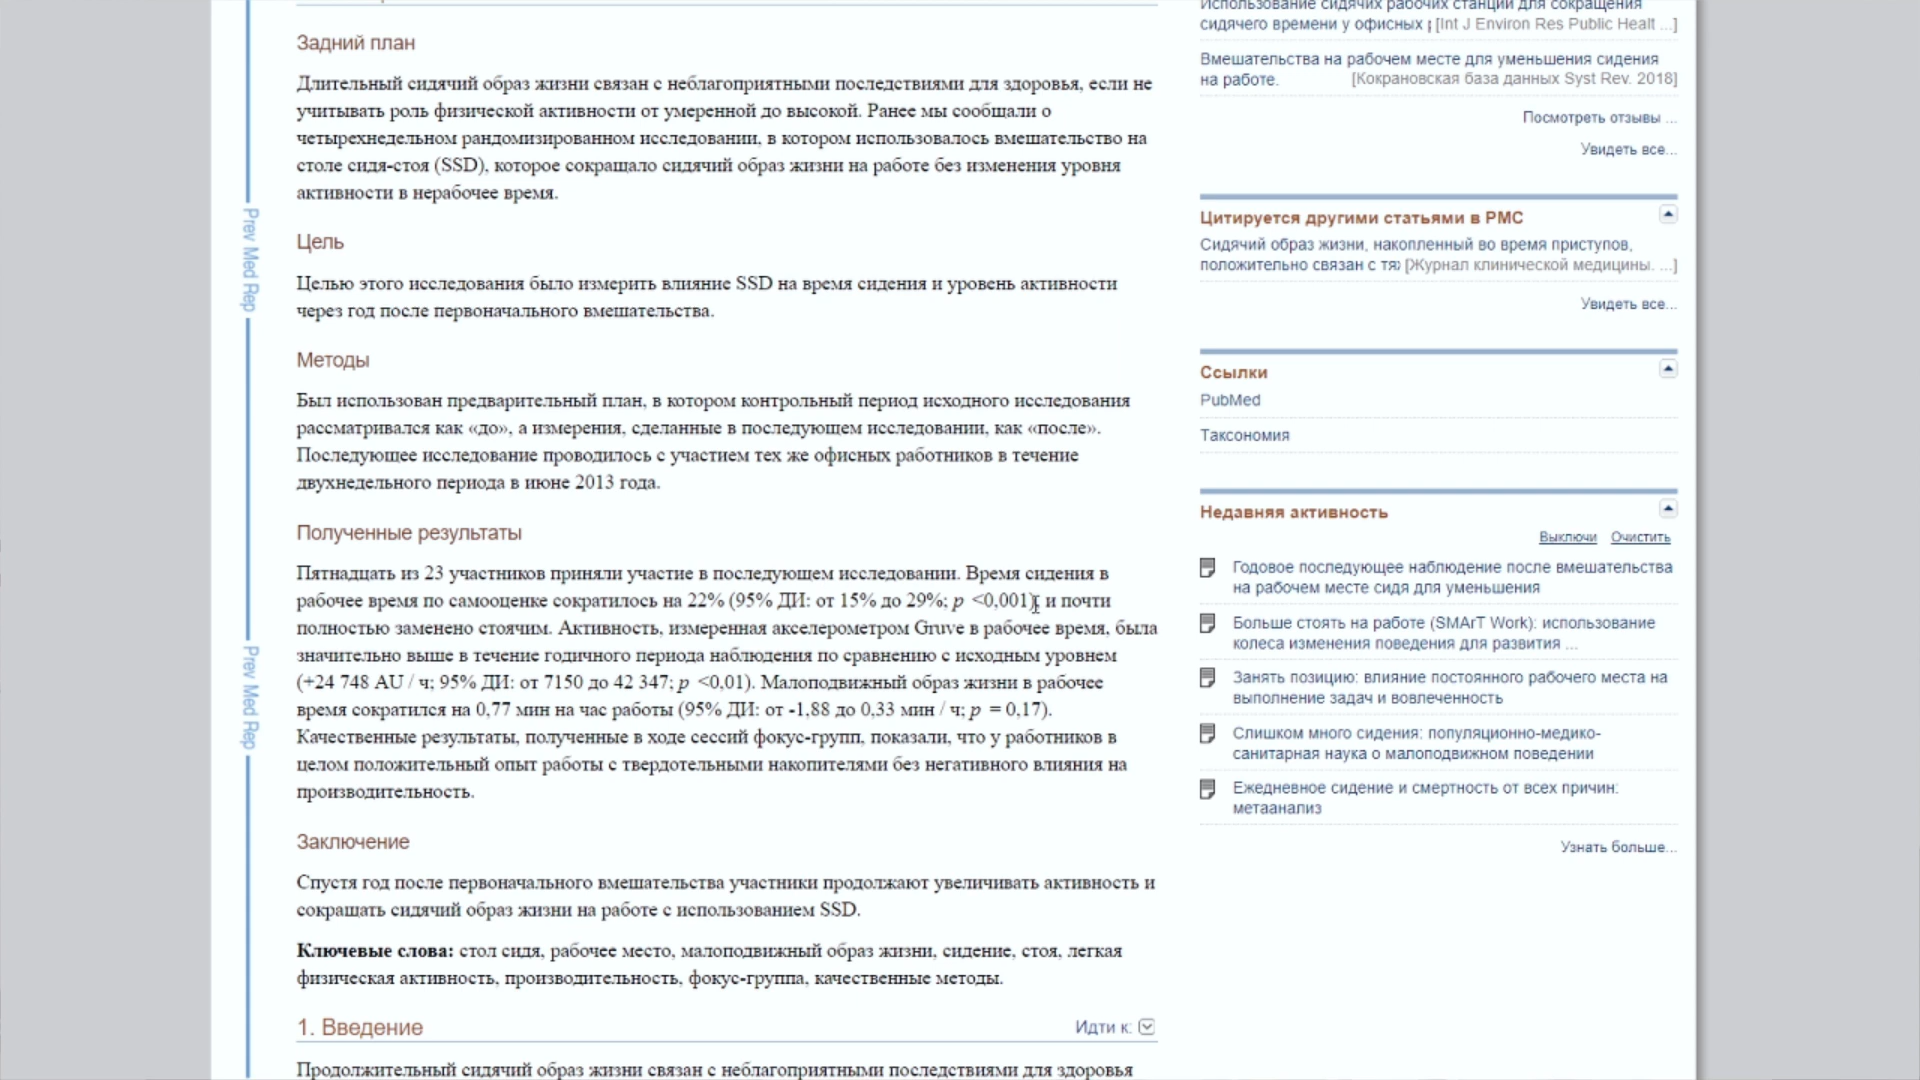 Задний план
Длительный сидячий образ жизни связан с неблагоприятными последствиями для здоровья, если не
учитывать роль физической активности от умеренной до высокой. Ранее мы сообщали о
четырехнедельном рандомизированном исследовании, в котором использовалось вмешательство на
столе сидя-стоя (SSD), которое сокращало сидячий образ жизни на работе без изменения уровня
активности в нерабочее время.
Цель
Целью этого исследования было измерить влияние SSD на время сидения и уровень активности
через год после первоначального вмешательства.
Методы
Был использован предварительный план, в котором контрольный период исходного исследования
рассматривался как «до», а измерения, сделанные в последующем исследовании, как «после».
Последующее исследование проводилось с участием тех же офисных работников в течение
двухнедельного периода в июне 2013 года.
Полученные результаты
Пятнадцать из 23 участников приняли участие в последующем исследовании. Время сидения в
рабочее время по самооценке сократилось на 22% (95% ДИ: от 15% до 29%; p <0,001) и почти
полностью заменено стоячим. Активность, измеренная акселерометром Gruve в рабочее время, была
значительно выше в течение годичного периода наблюдения по сравнению с исходным уровнем
(+24 748 AU / ч; 95% ДИ: от 7150 до 42 347; p <0,01). Малоподвижный образ жизни в рабочее
время сократился на 0,77 мин на час работы (95% ДИ: от -1,88 до 0,33 мин / ч; p = 0,17).
Качественные результаты, полученные в ходе сессий фокус-групп, показали, что у работников в
целом положительный опыт работы с твердотельными накопителями без негативного влияния на
производительность.
Заключение
Спустя год после первоначального вмешательства участники продолжают увеличивать активность и
сокращать сидячий образ жизни на работе с использованием SSD.
Ключевые слова: стол сидя, рабочее место, малоподвижный образ жизни, сидение, стоя, легкая
физическая активность, производительность, фокус-группа, качественные методы.
1. Введение
Идти к:
Продолжительный сидячий образ жизни связан с неблагоприятными последствиями для здоровья
Prev Med Rep
Prev Med Rep
Использование сидячих рабочих станций для сокращения
сидячего времени у офисных [Int J Environ Res Public Healt ...]
Вмешательства на рабочем месте для уменьшения сидения
на работе. [Кокрановская база данных Syst Rev. 2018]
Посмотреть отзывы ...
Увидеть все...
Цитируется другими статьями в PMC
Сидячий образ жизни, накопленный во время приступов,
положительно связан с [Журнал клинической медицины. ...]
Увидеть все...
Ссылки
PubMed
Таксономия
Недавняя активность
Выключи Очистить
Годовое последующее наблюдение после вмешательства
на рабочем месте сидя для уменьшения
Больше стоять на работе (SMArT Work): использование
колеса изменения поведения для развития ...
Занять позицию: влияние постоянного рабочего места на
выполнение задач и вовлеченность
Слишком много сидения: популяционно-медико-
санитарная наука о малоподвижном поведении
Ежедневное сидение и смертность от всех причин:
метаанализ
Узнать больше...